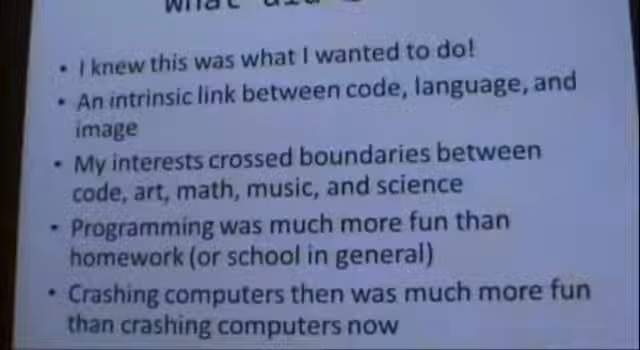 What did
• I knew this was what I wanted to do!
• An intrinsic link between code, language, and
image
• My interests crossed boundaries between
code, art, math, music, and science
• Programming was much more fun than
homework (or school in general)
• Crashing computers then was much more fun
than crashing computers now